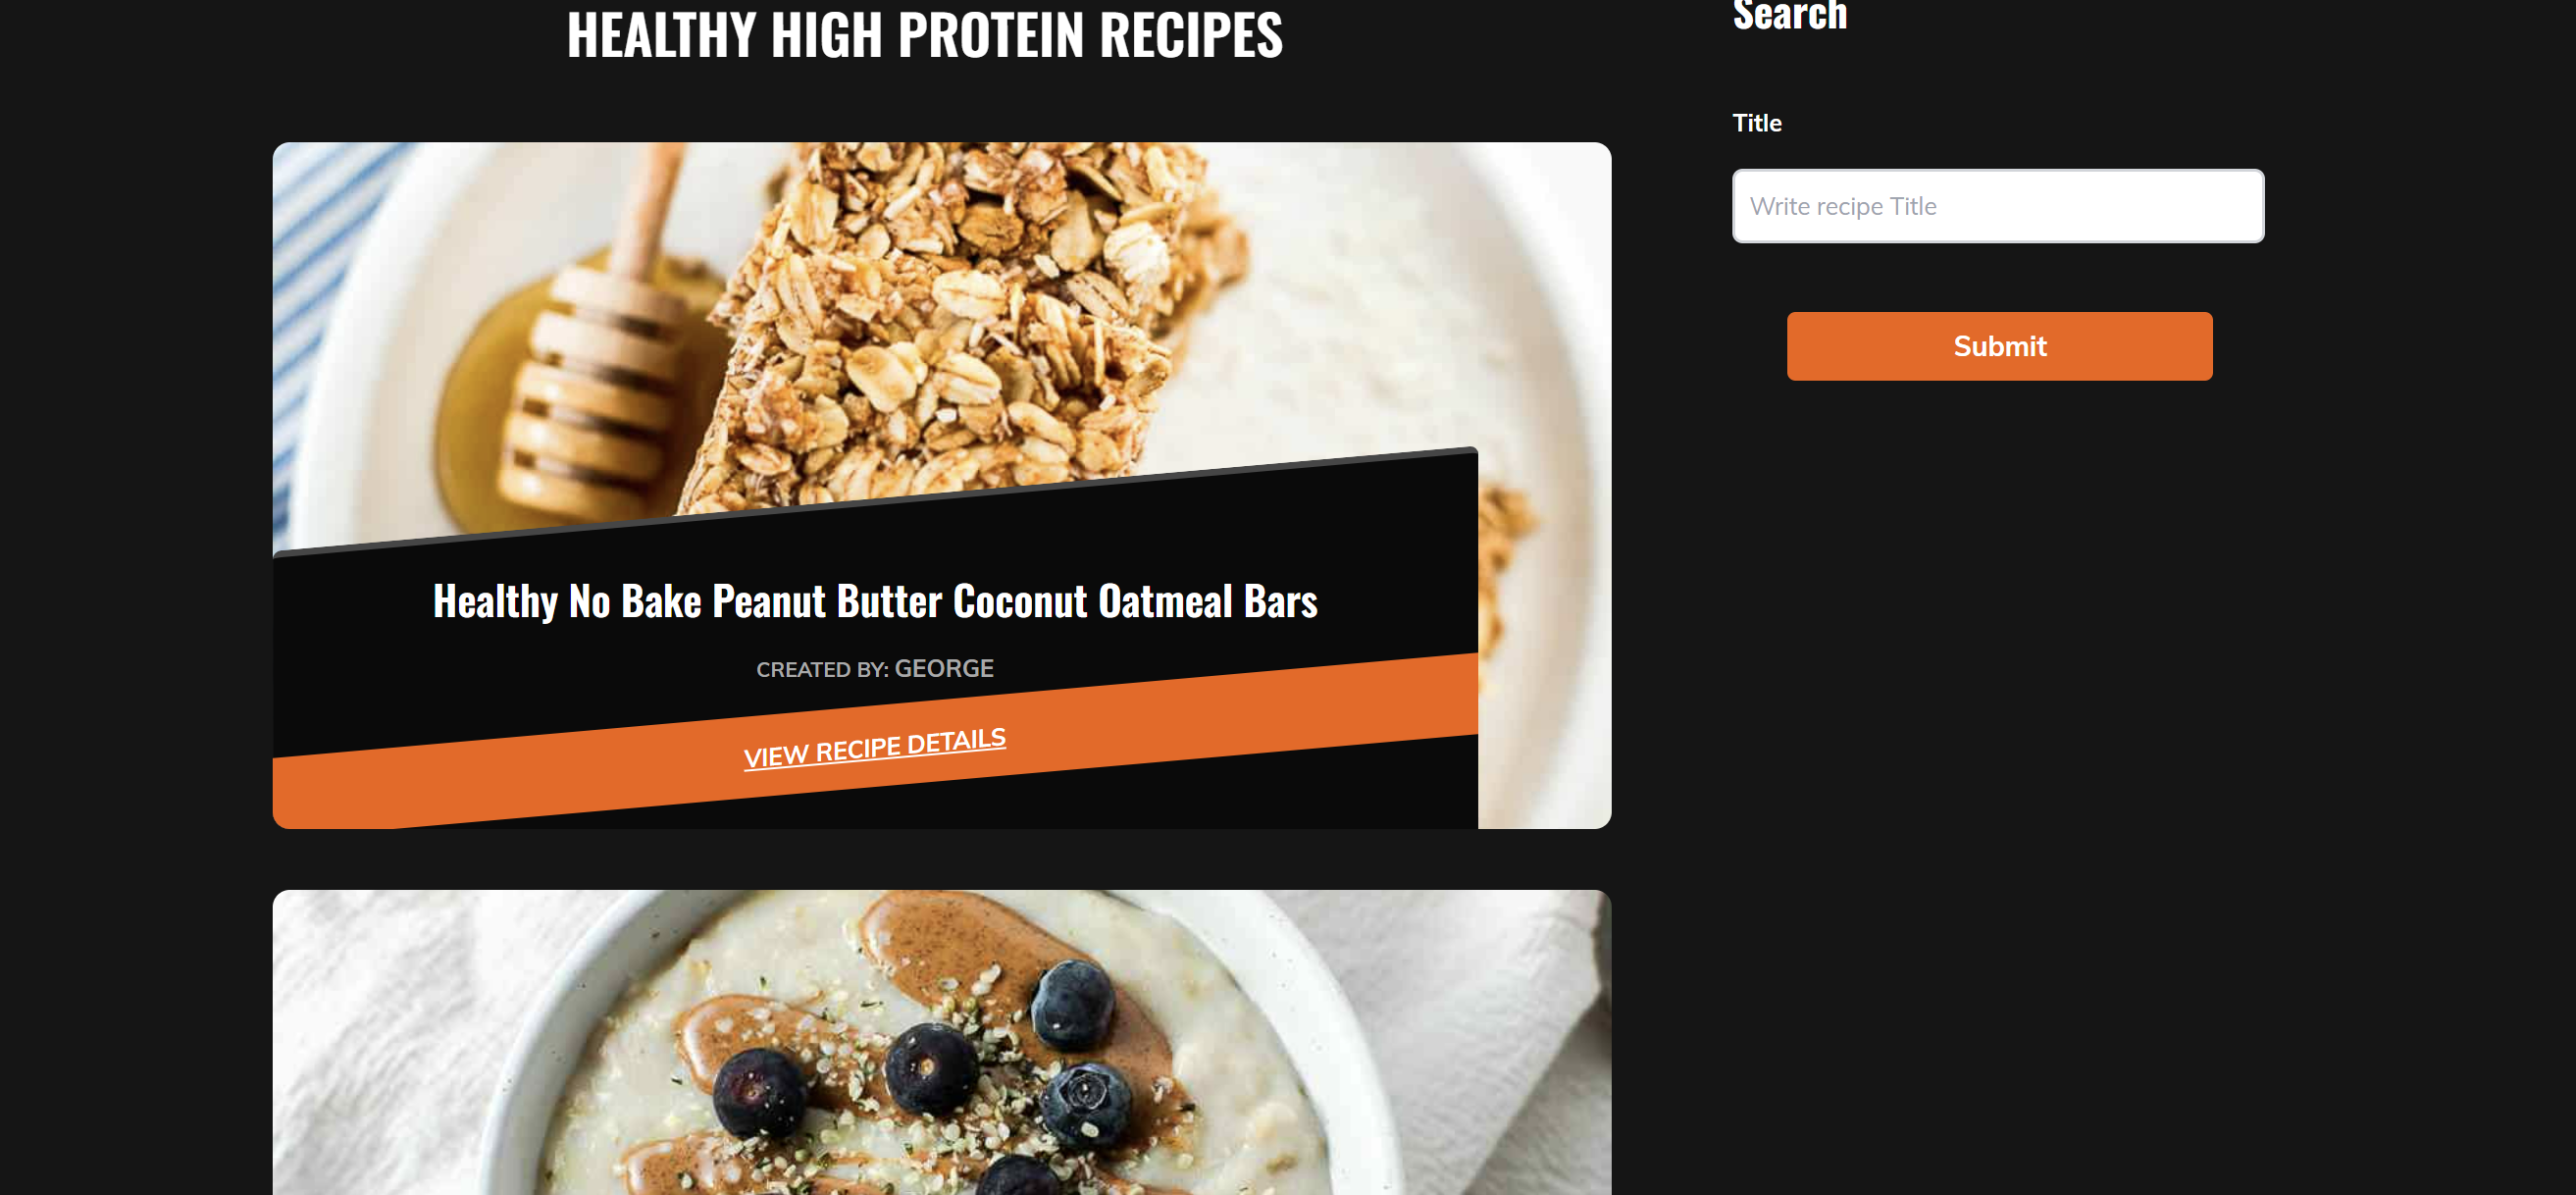 HEALTHY HIGH PROTEIN RECIPES
Healthy No Bake Peanut Butter Coconut Oatmeal Bars
CREATED BY: GEORGE
VIEW RECIPE DETAILS
Search
Title
Write recipe Title
Submit